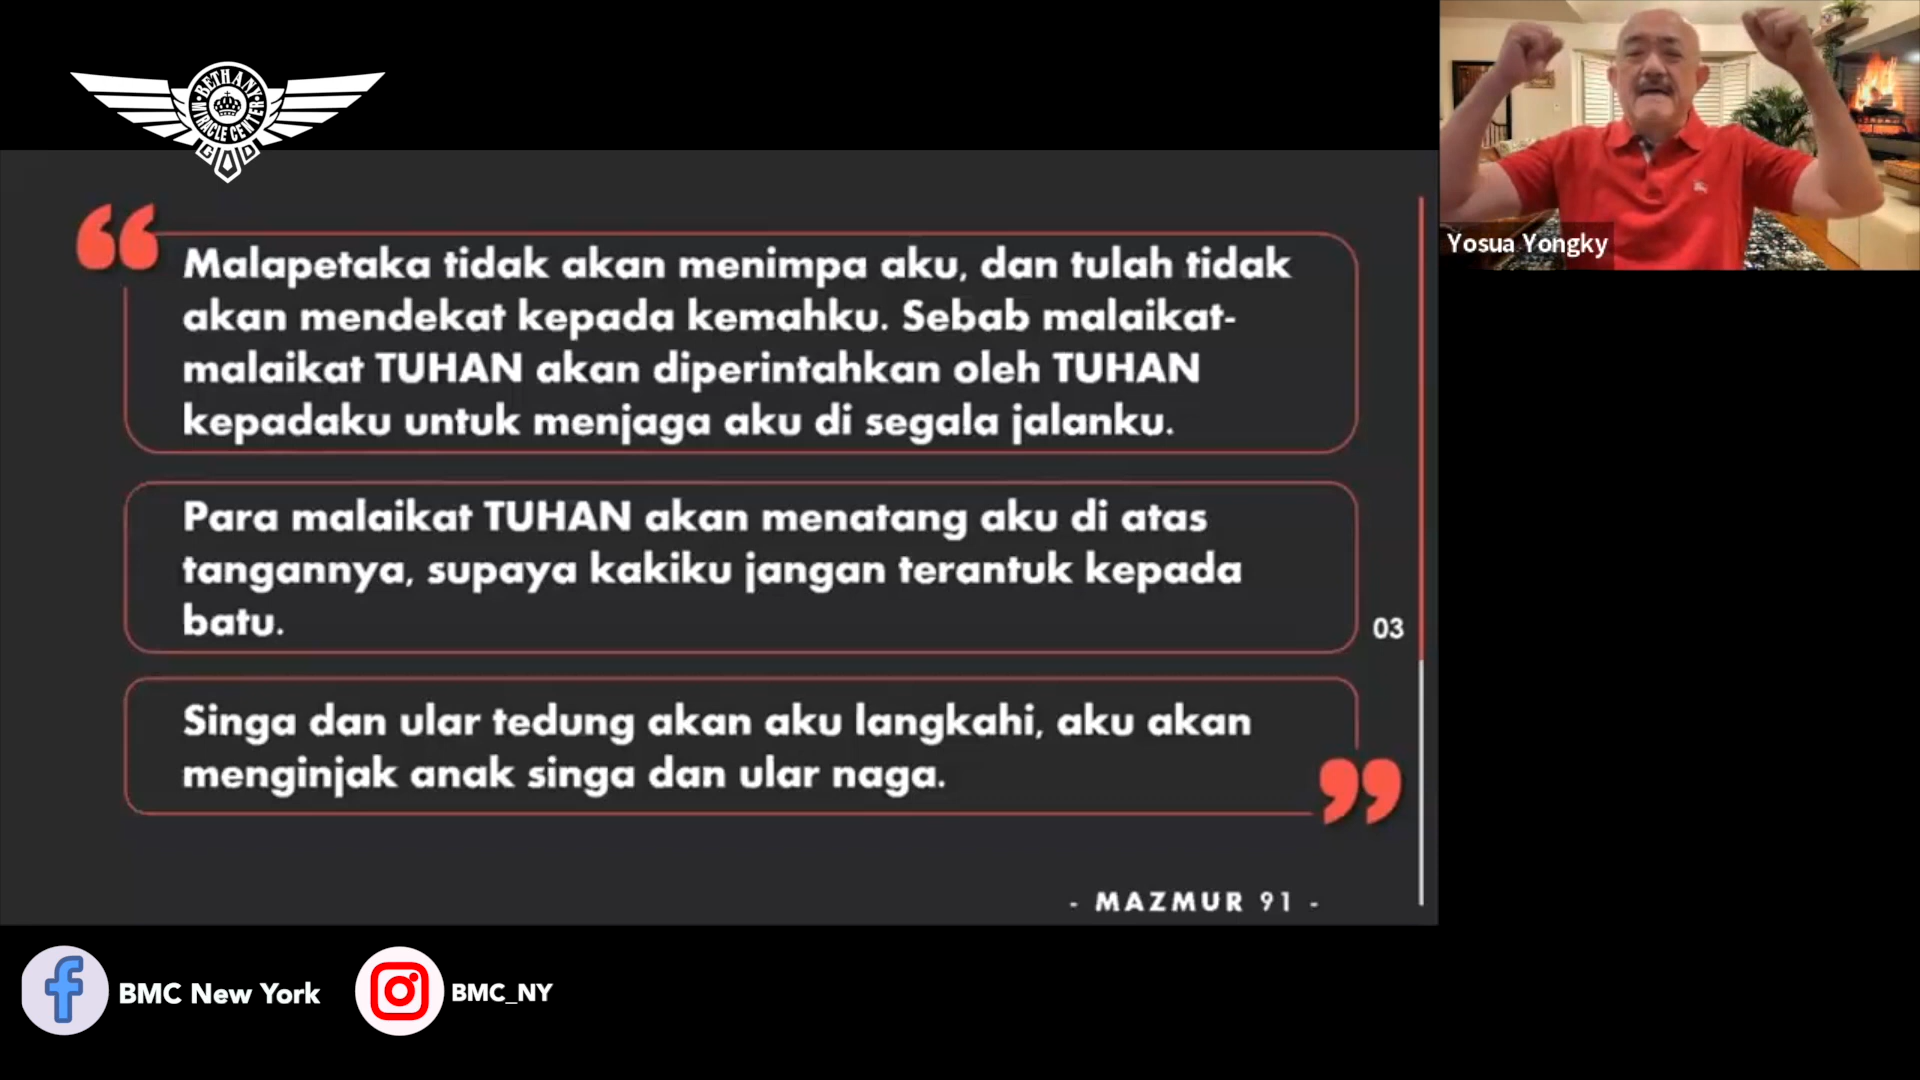 BETHANY
MIRACLE CENTER
GOD
Malapetaka tidak akan menimpa aku, dan tulah tidak
akan mendekat kepada kemahku. Sebab malaikat-
malaikat TUHAN akan diperintahkan oleh TUHAN
kepadaku untuk menjaga aku di segala jalanku.
Para malaikat TUHAN akan menatang aku di atas
tangannya, supaya kakiku jangan terantuk kepada
batu.
03
Singa dan ular tedung akan aku langkahi, aku akan
menginjak anak singa dan ular naga.
- MAZMUR 91 -
Yosua Yongky
BMC New York
BMC_NY